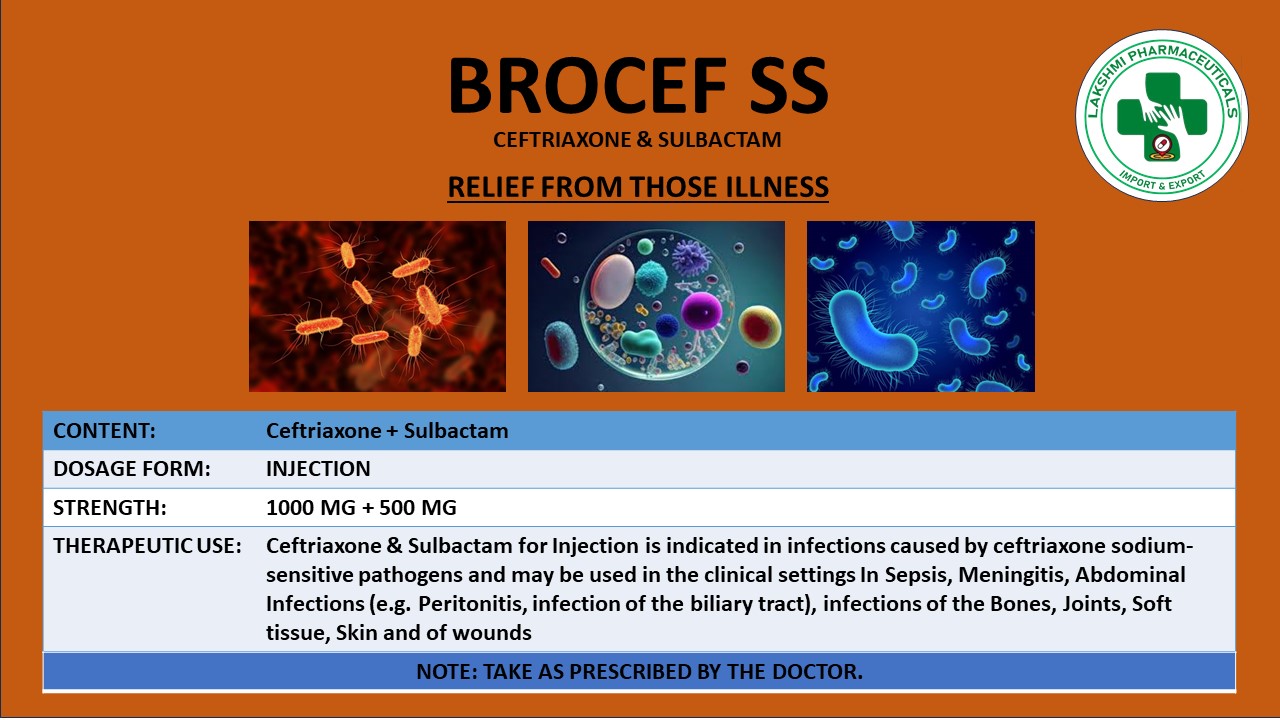 BROCEF SS
CEFTRIAXONE & SULBACTAM
RELIEF FROM THOSE ILLNESS
LAKSHMI PHARMACEUTICALS
IMPORT & EXPORT
CONTENT: Ceftriaxone + Sulbactam
DOSAGE FORM: INJECTION
STRENGTH: 1000 MG + 500 MG
THERAPEUTIC USE: Ceftriaxone & Sulbactam for Injection is indicated in infections caused by ceftriaxone sodium-
sensitive pathogens and may be used in the clinical settings In Sepsis, Meningitis, Abdominal
Infections (e.g. Peritonitis, infection of the biliary tract), infections of the Bones, Joints, Soft
tissue, Skin and of wounds
NOTE: TAKE AS PRESCRIBED BY THE DOCTOR.